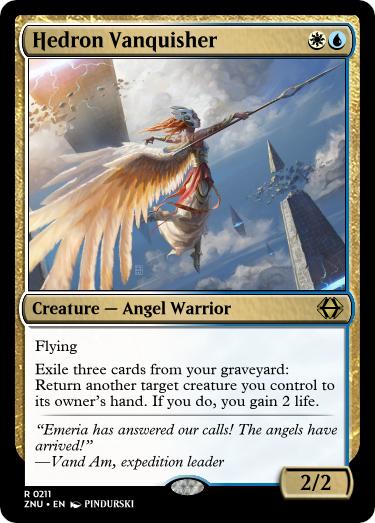 Hedron Vanquisher
Creature — Angel Warrior
Flying
Exile three cards from your graveyard:
Return another target creature you control to
its owner's hand. If you do, you gain 2 life.
“Emeria has answered our calls! The angels have
arrived!”
—Vand Am, expedition leader
2/2
R 0211
ZNU • EN PINDURSKI